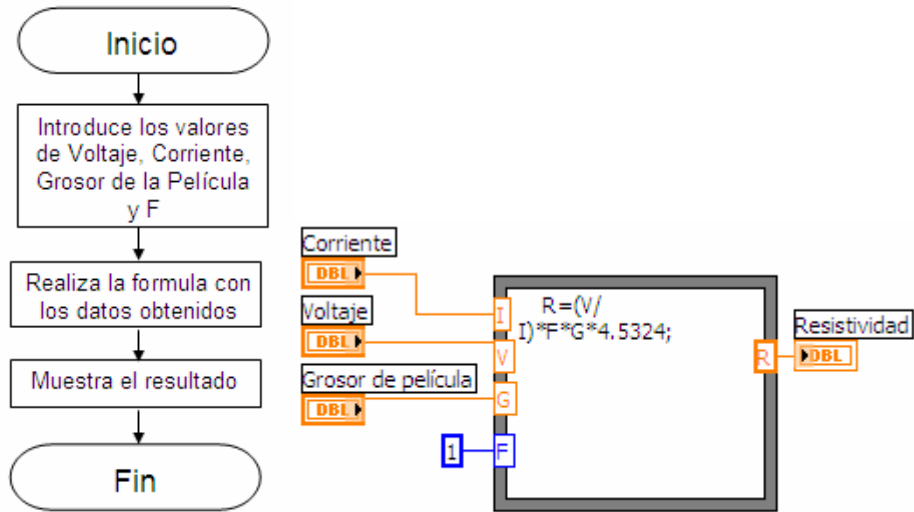 Inicio
Introduce los valores
de Voltaje, Corriente,
Grosor de la Película
y F
Realiza la formula con
los datos obtenidos
Muestra el resultado
Fin
Corriente
DBL
Voltaje
DBL
Grosor de película
DBL
1
I
V
G
F
R=(V/
I)*F*G*4.5324;
R
Resistividad
DBL